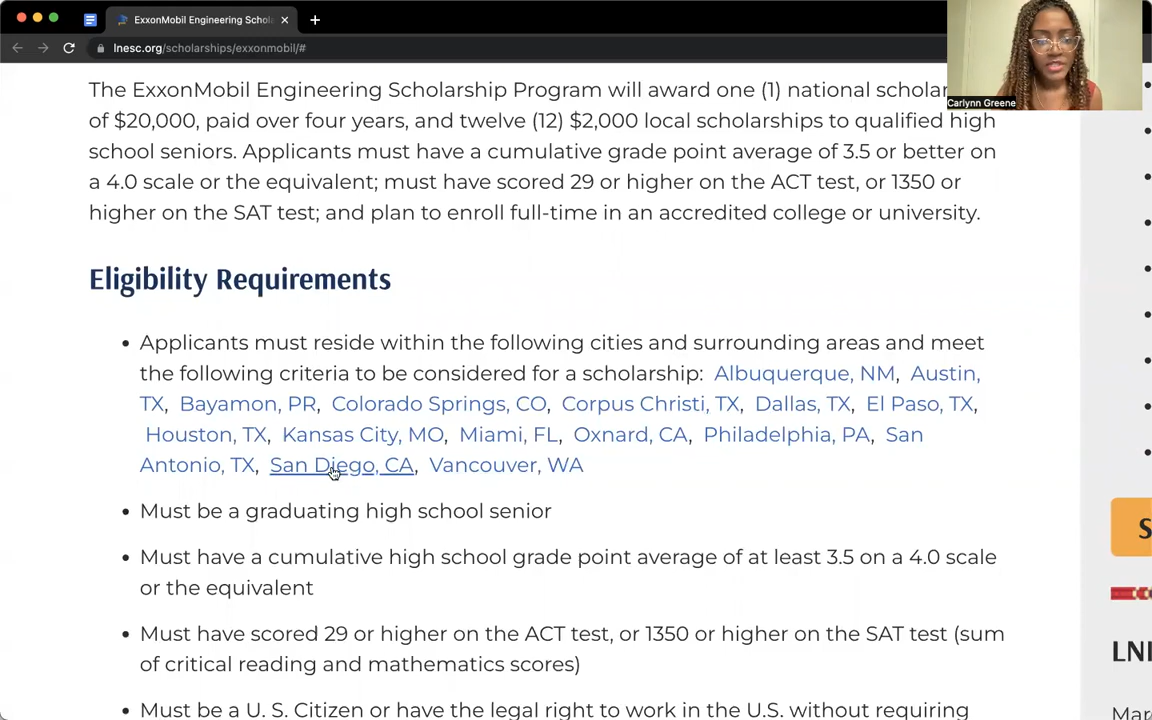 ExxonMobil Engineering Schola
lnesc.org/scholarships/exxonmobil/#
Carlynn Greene
The ExxonMobil Engineering Scholarship Program will award one (1) national scholar
of $20,000, paid over four years, and twelve (12) $2,000 local scholarships to qualified high
school seniors. Applicants must have a cumulative grade point average of 3.5 or better on
a 4.0 scale or the equivalent; must have scored 29 or higher on the ACT test, or 1350 or
higher on the SAT test; and plan to enroll full-time in an accredited college or university.
Eligibility Requirements
• Applicants must reside within the following cities and surrounding areas and meet
the following criteria to be considered for a scholarship: Albuquerque, NM, Austin,
TX, Bayamon, PR, Colorado Springs, CO, Corpus Christi, TX, Dallas, TX, El Paso, TX,
Houston, TX, Kansas City, MO, Miami, FL, Oxnard, CA, Philadelphia, PA, San
Antonio, TX, San Diego, CA, Vancouver, WA
• Must be a graduating high school senior
• Must have a cumulative high school grade point average of at least 3.5 on a 4.0 scale
or the equivalent
• Must have scored 29 or higher on the ACT test, or 1350 or higher on the SAT test (sum
of critical reading and mathematics scores)
• Must be a U. S. Citizen or have the legal right to work in the U.S. without requiring
S
LNE
Mar